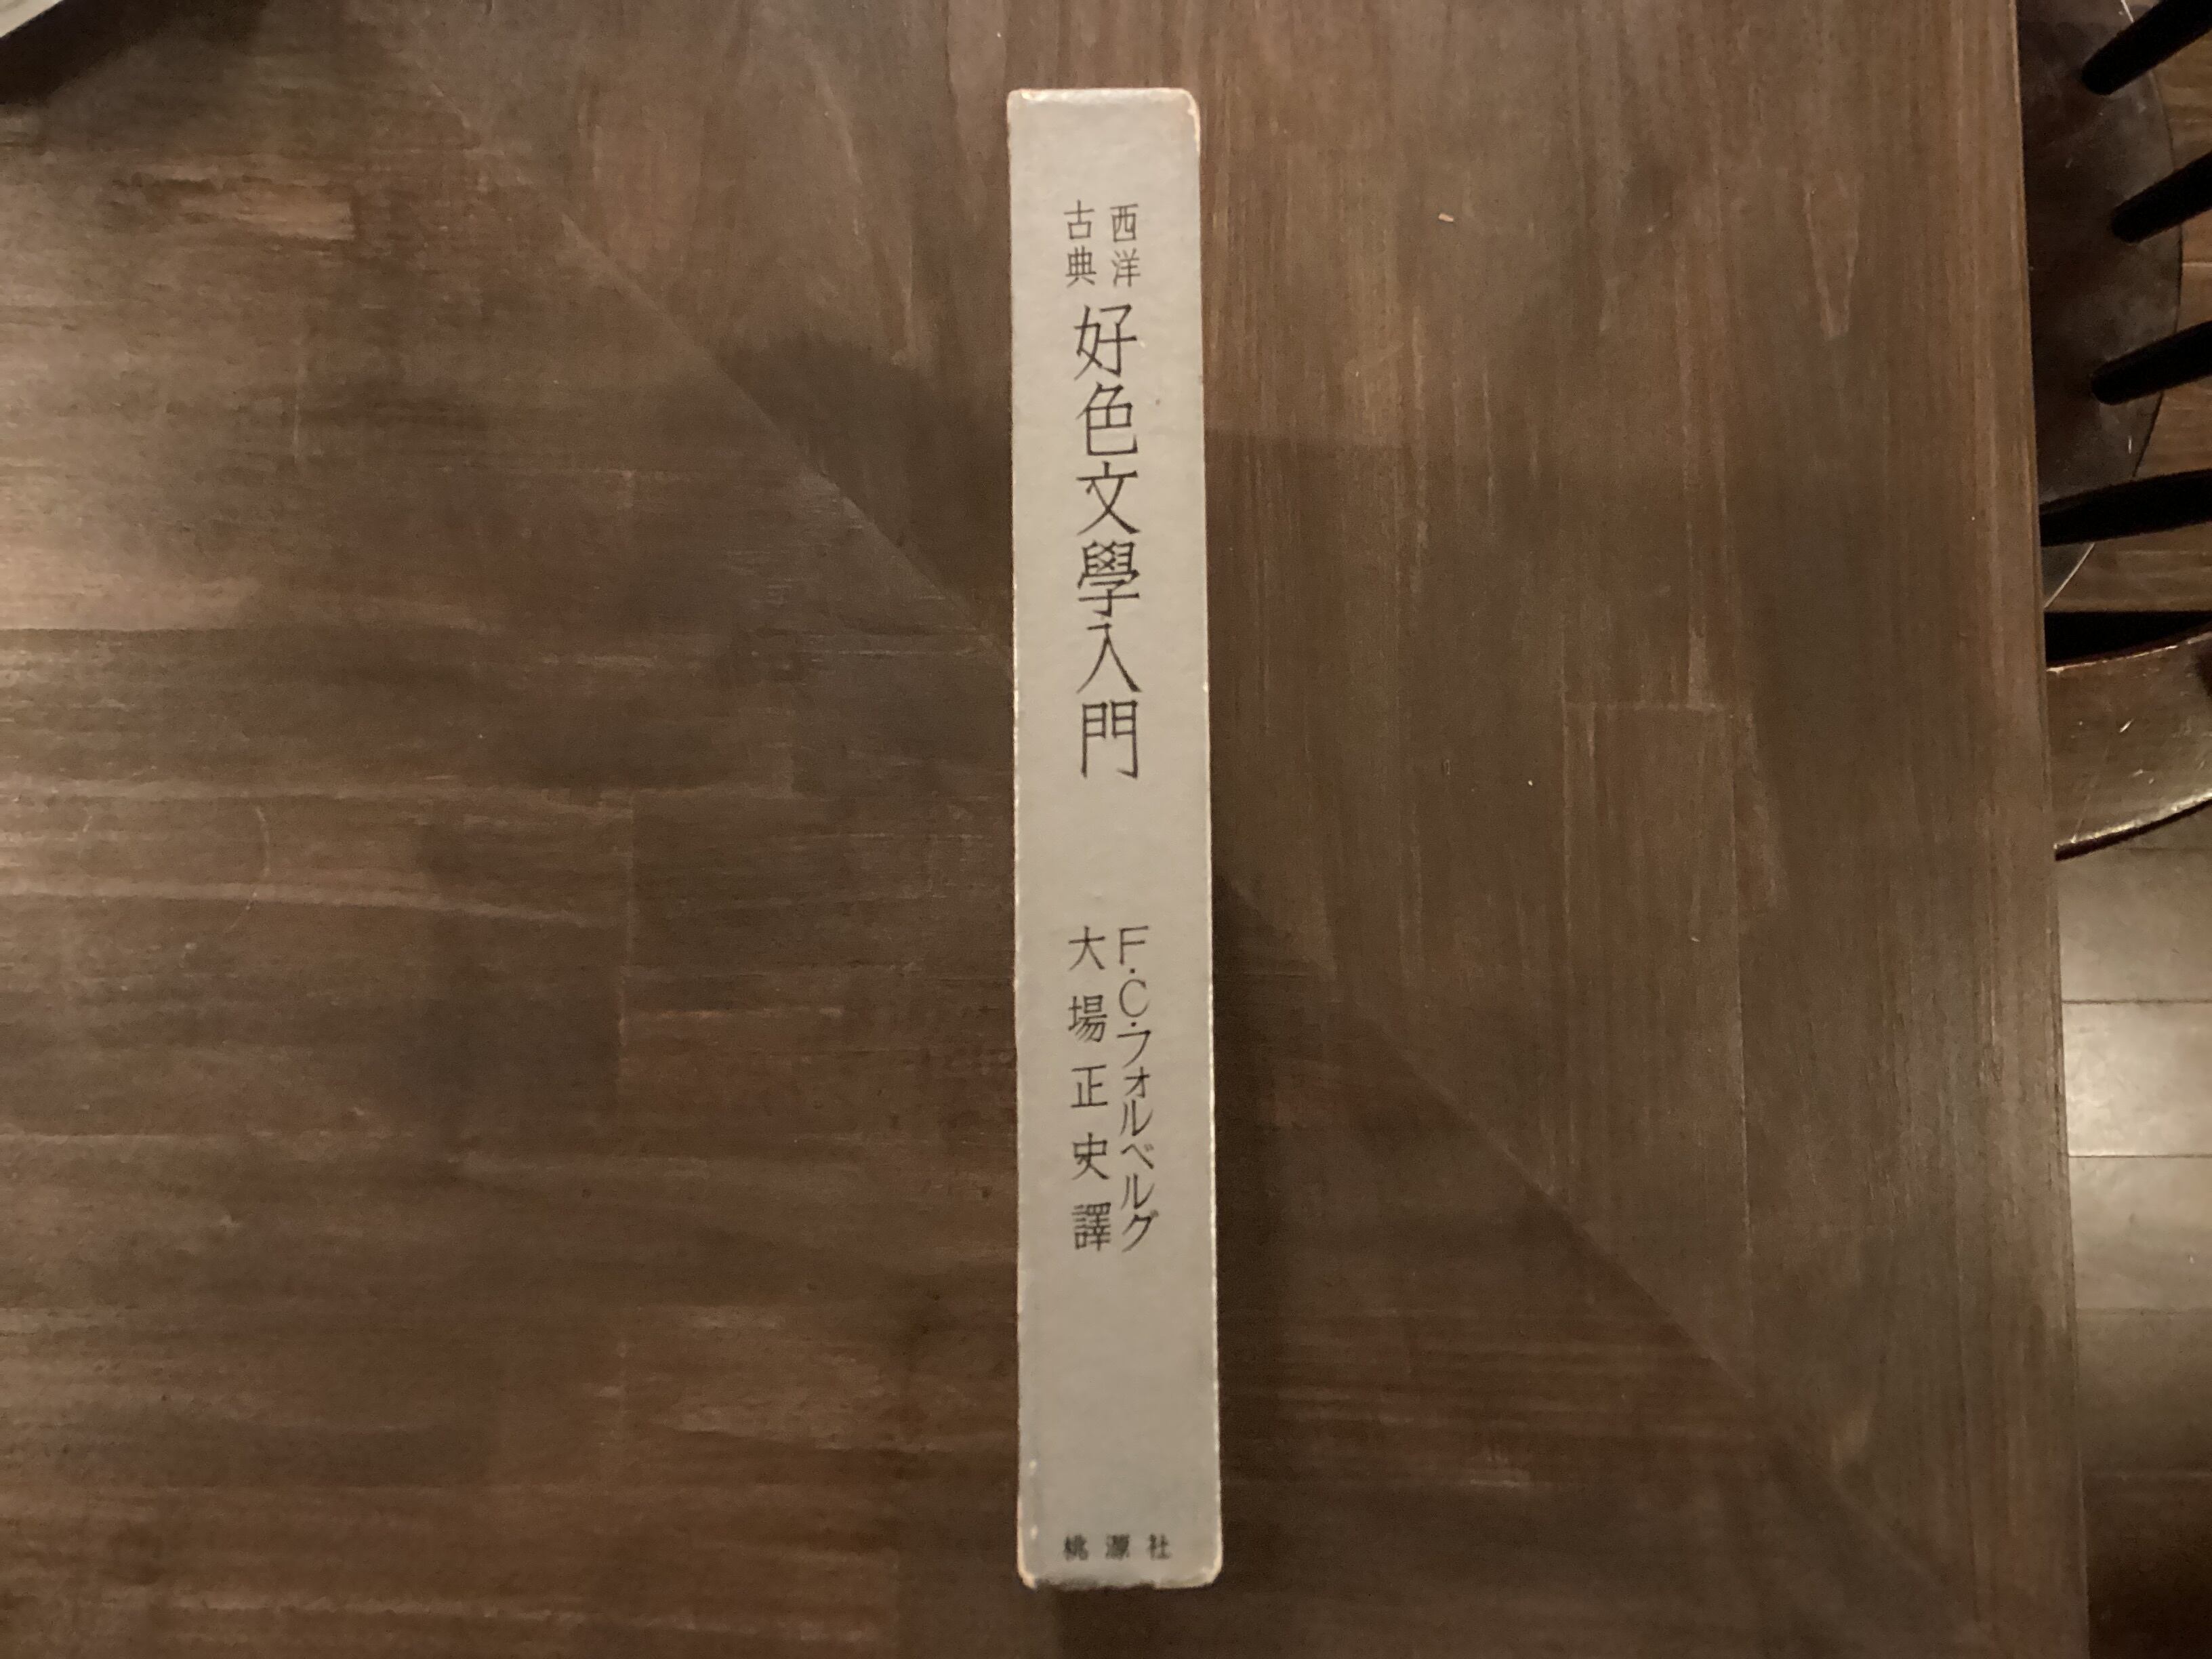 西洋
古典
好色文學入門
F・C・フォルベルグ
大場正史譯
桃源社